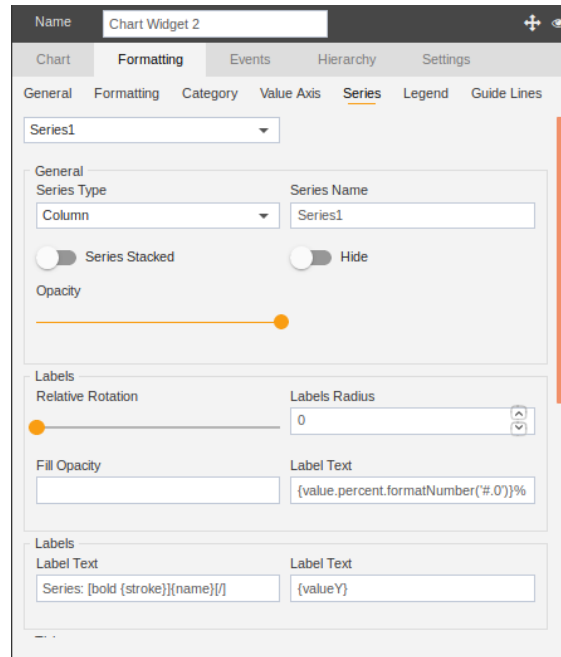 Name Chart Widget 2
Chart Formatting Events Hierarchy Settings
General Formatting Category Value Axis Series Legend Guide Lines
Series1
General
Series Type Series Name
Column Series1
Series Stacked Hide
Opacity
Labels
Relative Rotation Labels Radius
0
Fill Opacity Label Text
{value.percent.formatNumber('#.0')}%
Labels
Label Text Label Text
Series: [bold {stroke}]{name}[/] {valueY}